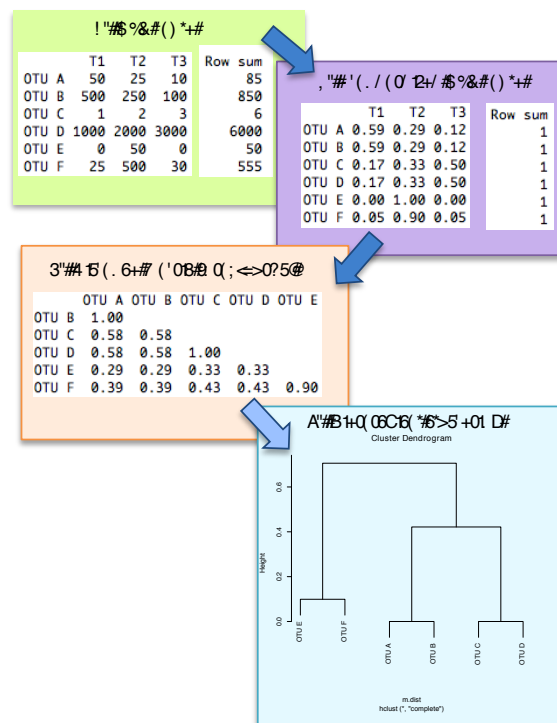 T1 T2 T3 Row sum
OTU A 50 25 10 85
OTU B 500 250 100 850
OTU C 1 2 3 6
OTU D 1000 2000 3000 6000
OTU E 0 50 0 50
OTU F 25 500 30 555
T1 T2 T3 Row sum
OTU A 0.59 0.29 0.12 1
OTU B 0.59 0.29 0.12 1
OTU C 0.17 0.33 0.50 1
OTU D 0.17 0.33 0.50 1
OTU E 0.00 1.00 0.00 1
OTU F 0.05 0.90 0.05 1
OTU A OTU B OTU C OTU D OTU E
OTU B 1.00
OTU C 0.58 0.58
OTU D 0.58 0.58 1.00
OTU E 0.29 0.29 0.33 0.33
OTU F 0.39 0.39 0.43 0.43 0.90
Cluster Dendrogram
Height
0.0 0.2 0.4 0.6
OTU E
OTU F
OTU A
OTU B
OTU C
OTU D
m.dist
hclust (*, "complete")